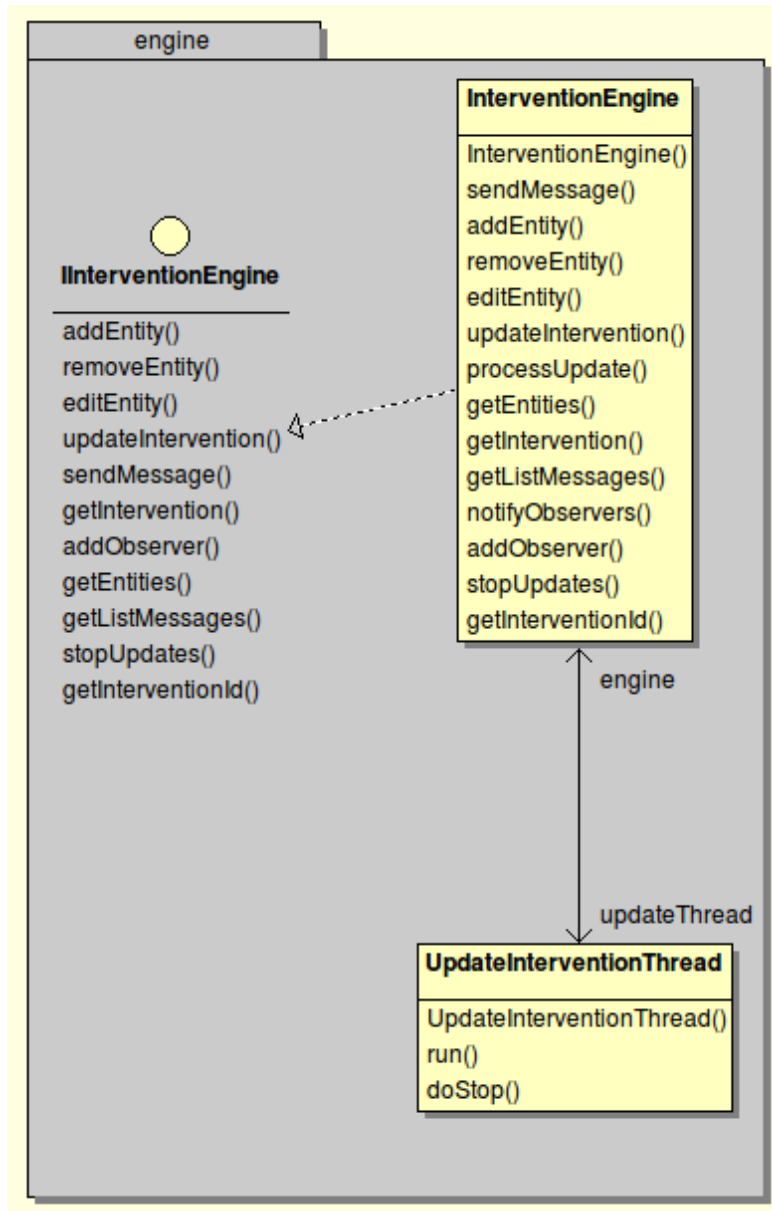 engine
IInterventionEngine
addEntity()
removeEntity()
editEntity()
updateIntervention()
sendMessage()
getIntervention()
addObserver()
getEntities()
getListMessages()
stopUpdates()
getInterventionId()
InterventionEngine
InterventionEngine()
sendMessage()
addEntity()
removeEntity()
editEntity()
updateIntervention()
processUpdate()
getEntities()
getIntervention()
getListMessages()
notifyObservers()
addObserver()
stopUpdates()
getInterventionId()
engine
updateThread
UpdateInterventionThread
UpdateInterventionThread()
run()
doStop()